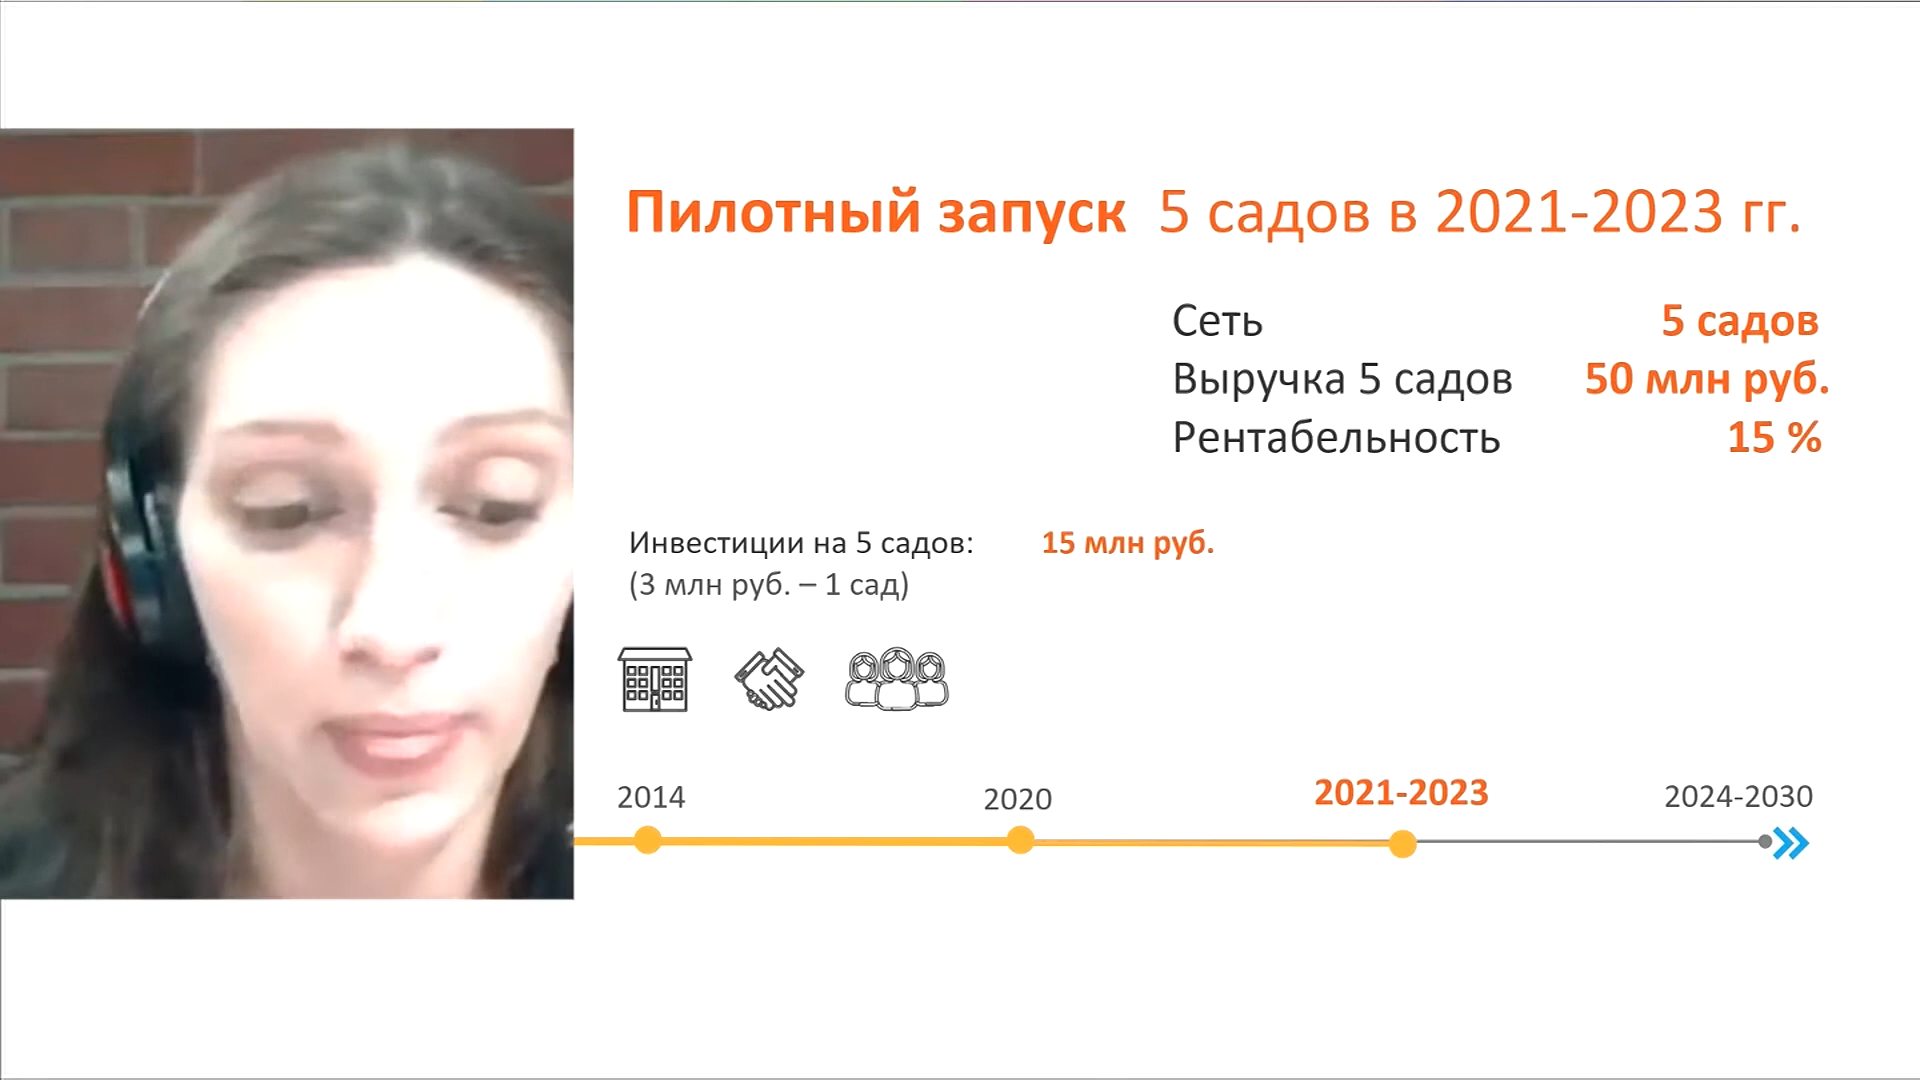 Пилотный запуск 5 садов в 2021-2023 гг.
Сеть 5 садов
Выручка 5 садов 50 млн руб.
Рентабельность 15 %
Инвестиции на 5 садов: 15 млн руб.
(3 млн руб. – 1 сад)
2014 2020 2021-2023 2024-2030